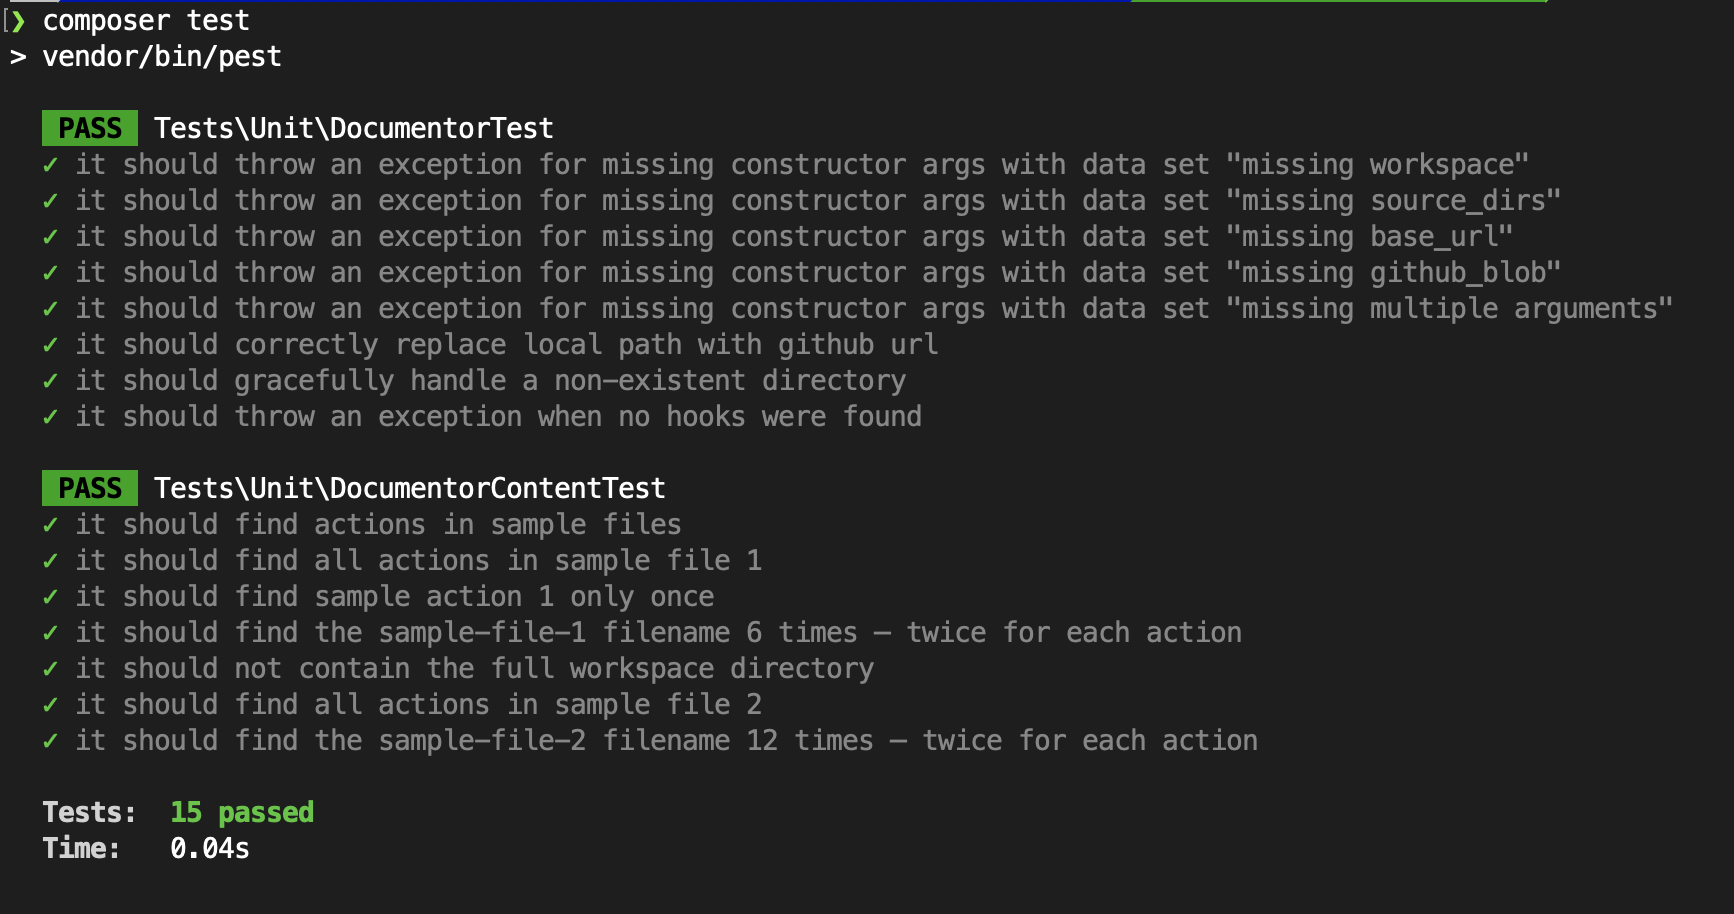 ❯ composer test
> vendor/bin/pest
PASS Tests\Unit\DocumentorTest
✓ it should throw an exception for missing constructor args with data set "missing workspace"
✓ it should throw an exception for missing constructor args with data set "missing source_dirs"
✓ it should throw an exception for missing constructor args with data set "missing base_url"
✓ it should throw an exception for missing constructor args with data set "missing github_blob"
✓ it should throw an exception for missing constructor args with data set "missing multiple arguments"
✓ it should correctly replace local path with github url
✓ it should gracefully handle a non-existent directory
✓ it should throw an exception when no hooks were found
PASS Tests\Unit\DocumentorContentTest
✓ it should find actions in sample files
✓ it should find all actions in sample file 1
✓ it should find sample action 1 only once
✓ it should find the sample-file-1 filename 6 times – twice for each action
✓ it should not contain the full workspace directory
✓ it should find all actions in sample file 2
✓ it should find the sample-file-2 filename 12 times – twice for each action
Tests: 15 passed
Time: 0.04s